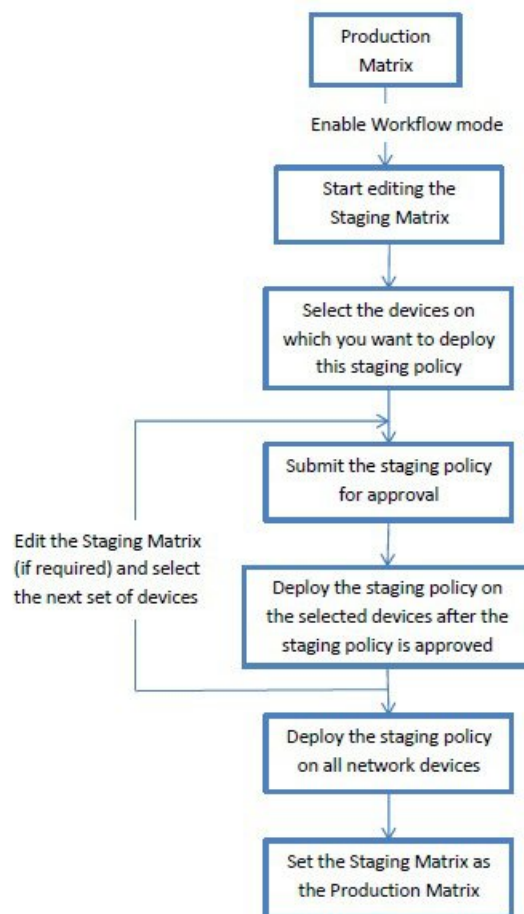 Production
Matrix
Enable Workflow mode
Start editing the
Staging Matrix
Select the devices on
which you want to deploy
this staging policy
Submit the staging policy
for approval
Edit the Staging Matrix
(if required) and select
the next set of devices
Deploy the staging policy on
the selected devices after the
staging policy is approved
Deploy the staging policy
on all network devices
Set the Staging Matrix as
the Production Matrix